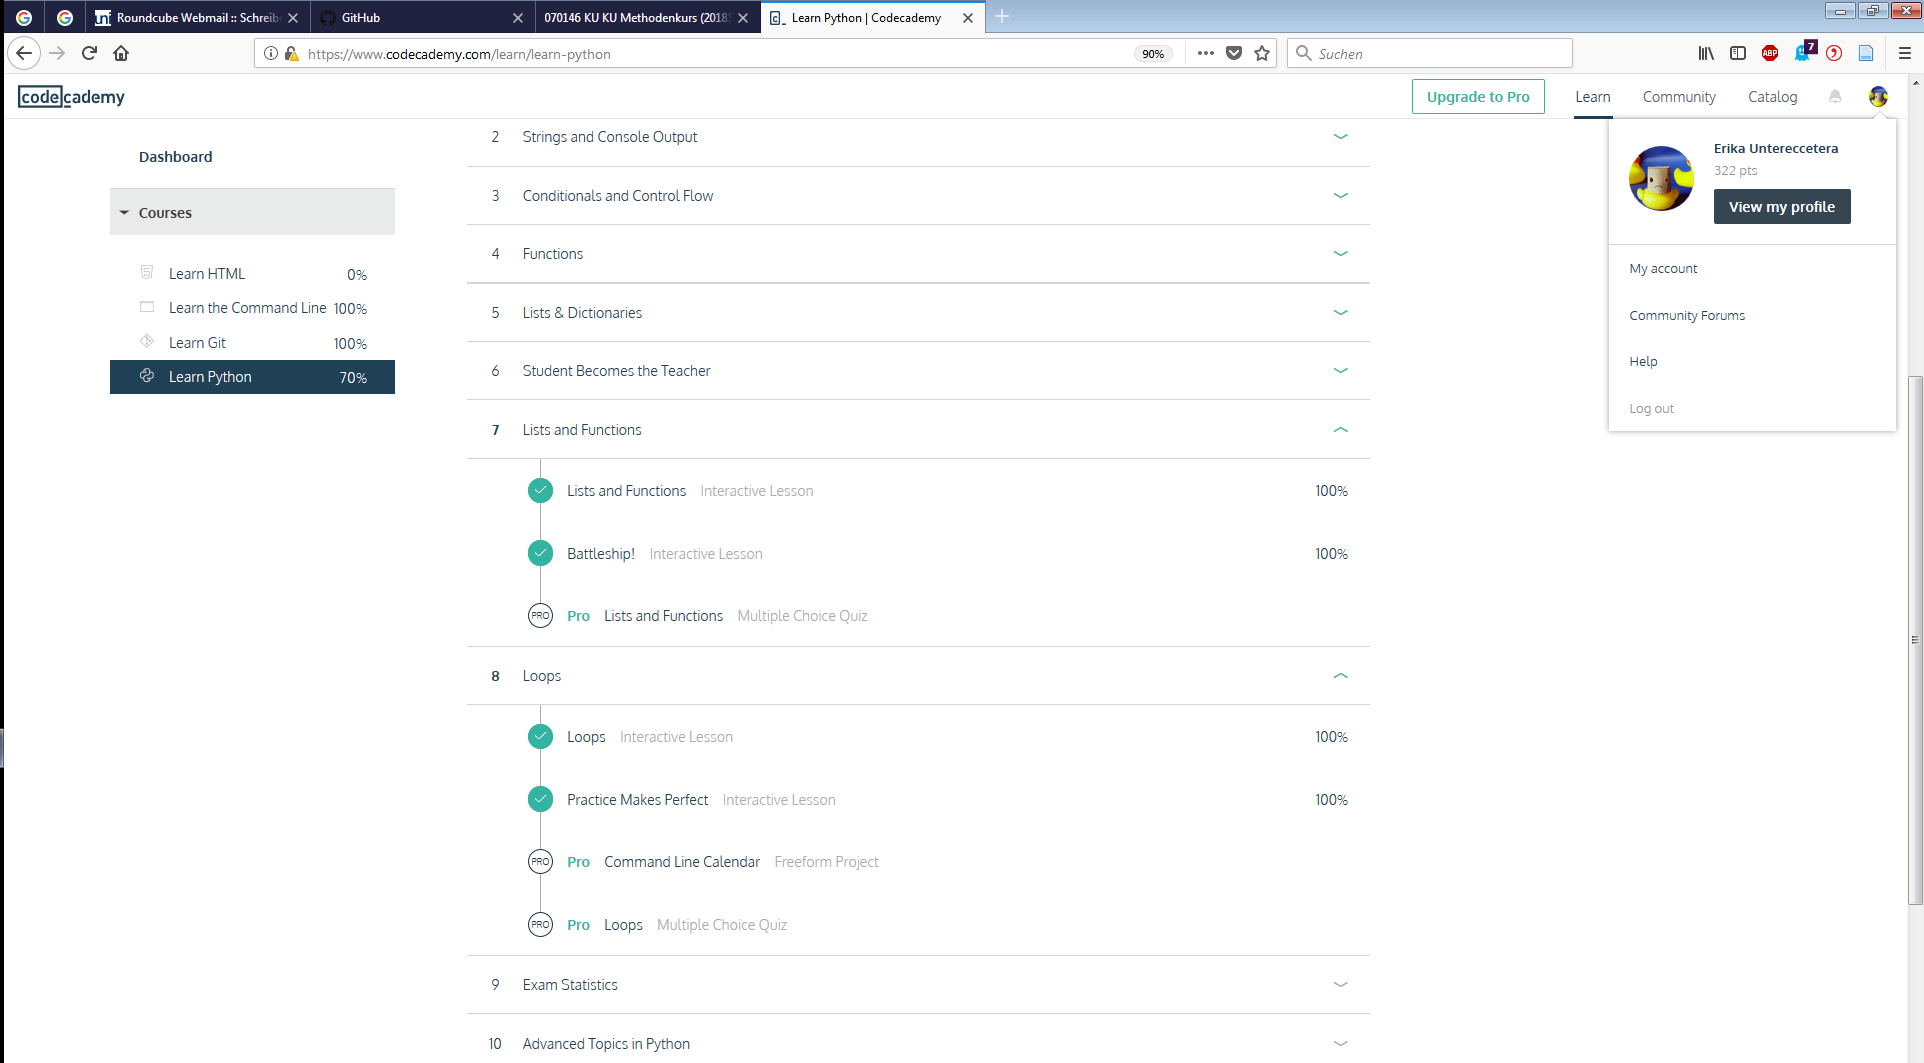 Roundcube Webmail :: Schreib
GitHub
070146 KU KU Methodenkurs (2018S
Learn Python | Codecademy
https://www.codecademy.com/learn/learn-python
90%
Suchen
ABP
7
codecademy
Upgrade to Pro
Learn
Community
Catalog
Erika Untereccetera
322 pts
View my profile
My account
Community Forums
Help
Log out
Dashboard
Courses
Learn HTML 0%
Learn the Command Line 100%
Learn Git 100%
Learn Python 70%
2 Strings and Console Output
3 Conditionals and Control Flow
4 Functions
5 Lists & Dictionaries
6 Student Becomes the Teacher
7 Lists and Functions
Lists and Functions Interactive Lesson 100%
Battleship! Interactive Lesson 100%
PRO Pro Lists and Functions Multiple Choice Quiz
8 Loops
Loops Interactive Lesson 100%
Practice Makes Perfect Interactive Lesson 100%
PRO Pro Command Line Calendar Freeform Project
PRO Pro Loops Multiple Choice Quiz
9 Exam Statistics
10 Advanced Topics in Python